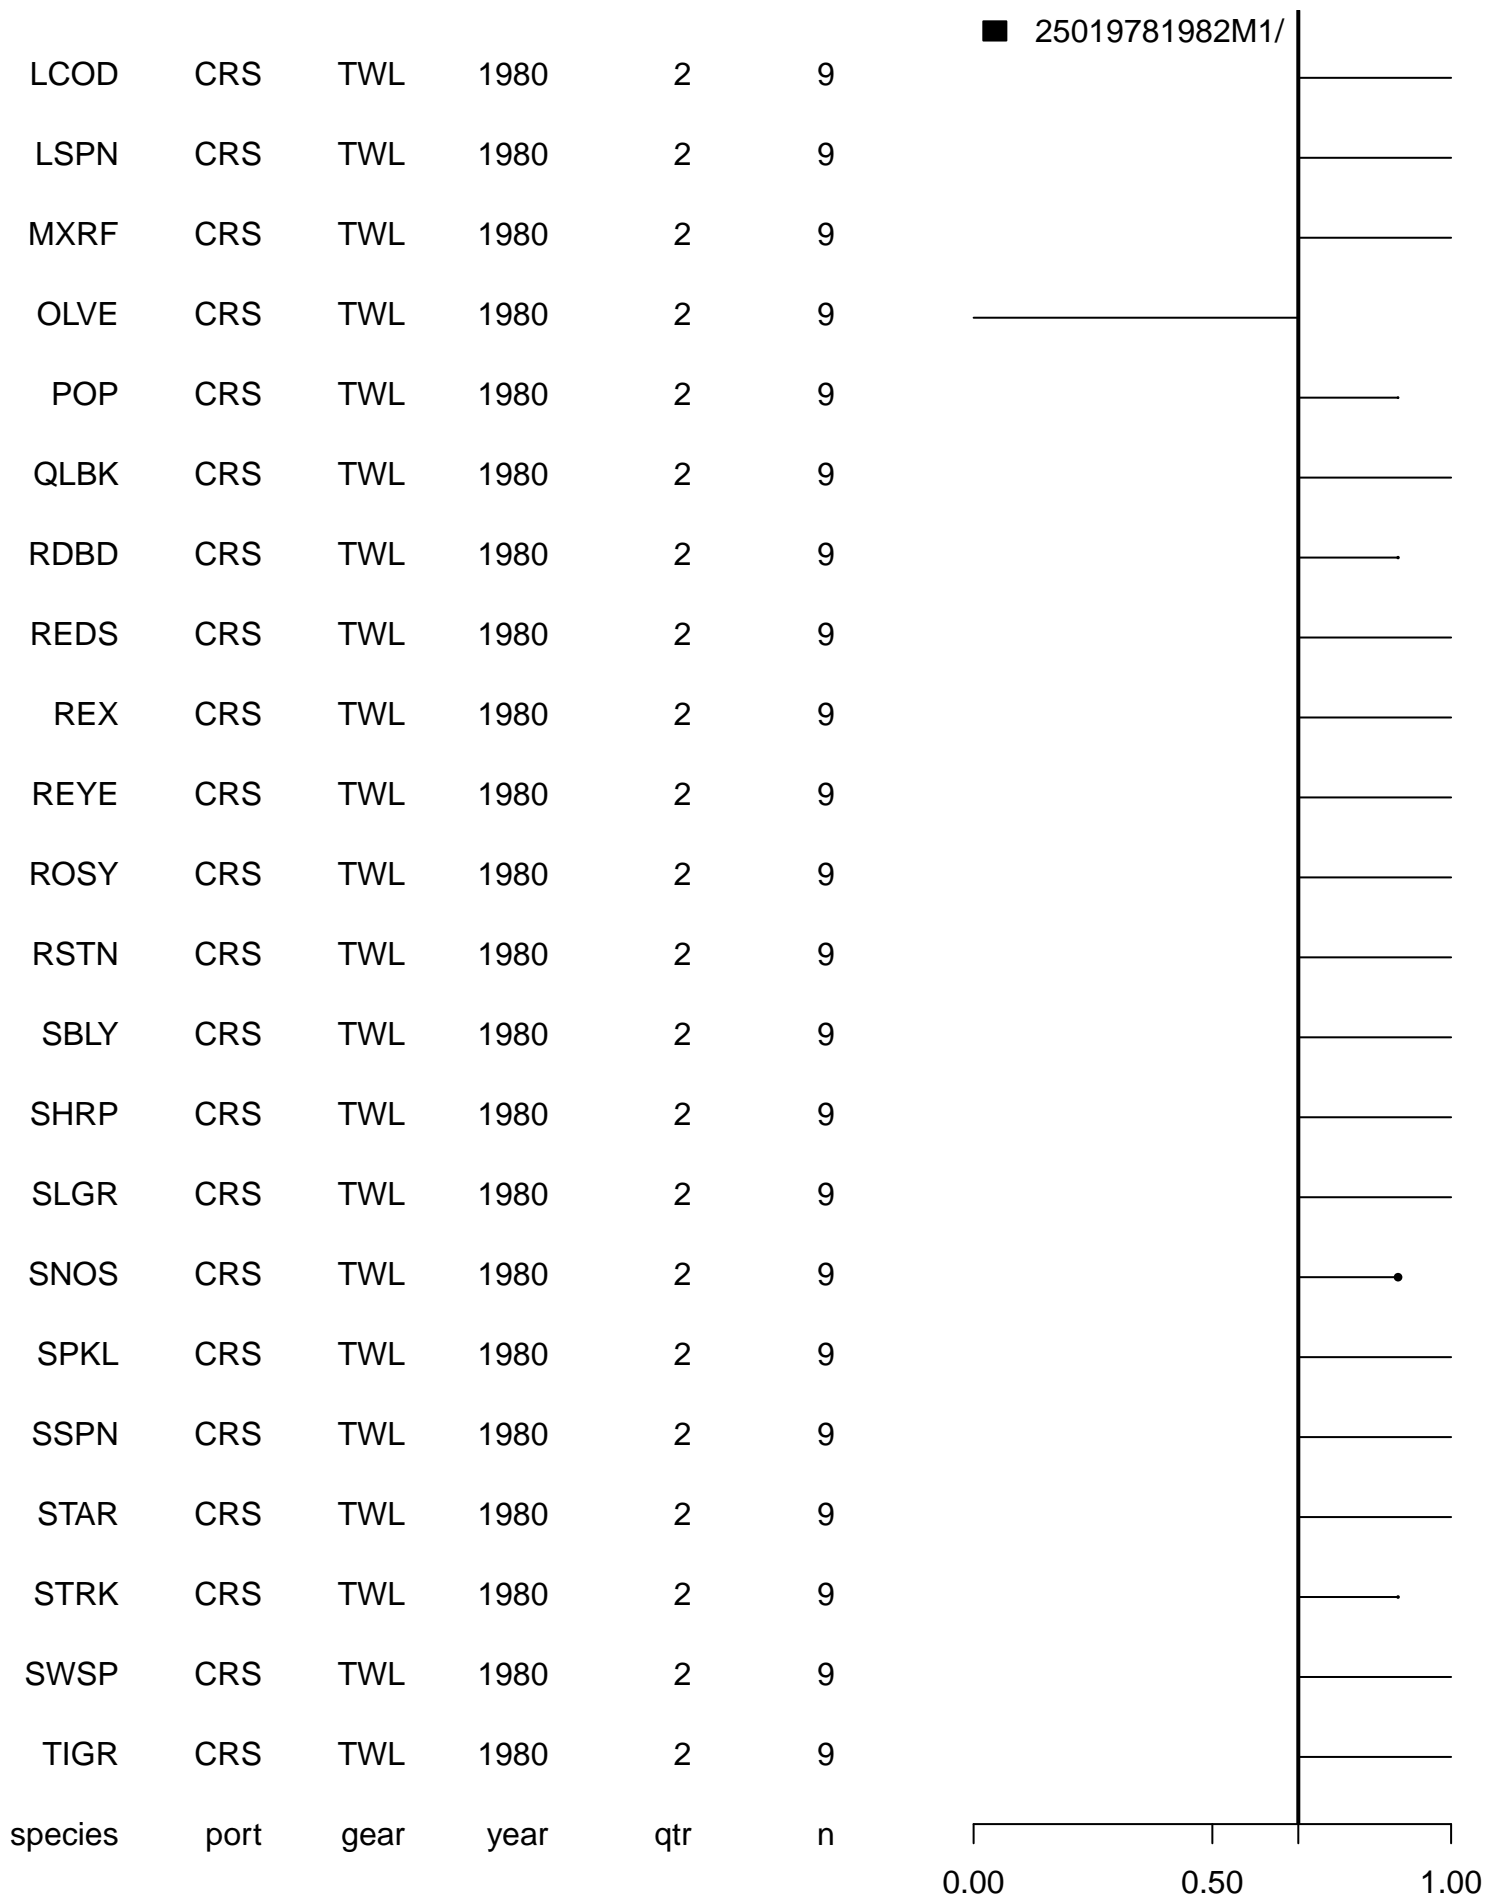 25019781982M1/
LCOD CRS TWL 1980 2 9
LSPN CRS TWL 1980 2 9
MXRF CRS TWL 1980 2 9
OLVE CRS TWL 1980 2 9
POP CRS TWL 1980 2 9
QLBK CRS TWL 1980 2 9
RDBD CRS TWL 1980 2 9
REDS CRS TWL 1980 2 9
REX CRS TWL 1980 2 9
REYE CRS TWL 1980 2 9
ROSY CRS TWL 1980 2 9
RSTN CRS TWL 1980 2 9
SBLY CRS TWL 1980 2 9
SHRP CRS TWL 1980 2 9
SLGR CRS TWL 1980 2 9
SNOS CRS TWL 1980 2 9
SPKL CRS TWL 1980 2 9
SSPN CRS TWL 1980 2 9
STAR CRS TWL 1980 2 9
STRK CRS TWL 1980 2 9
SWSP CRS TWL 1980 2 9
TIGR CRS TWL 1980 2 9
species port gear year qtr n
0.00 0.50 1.00